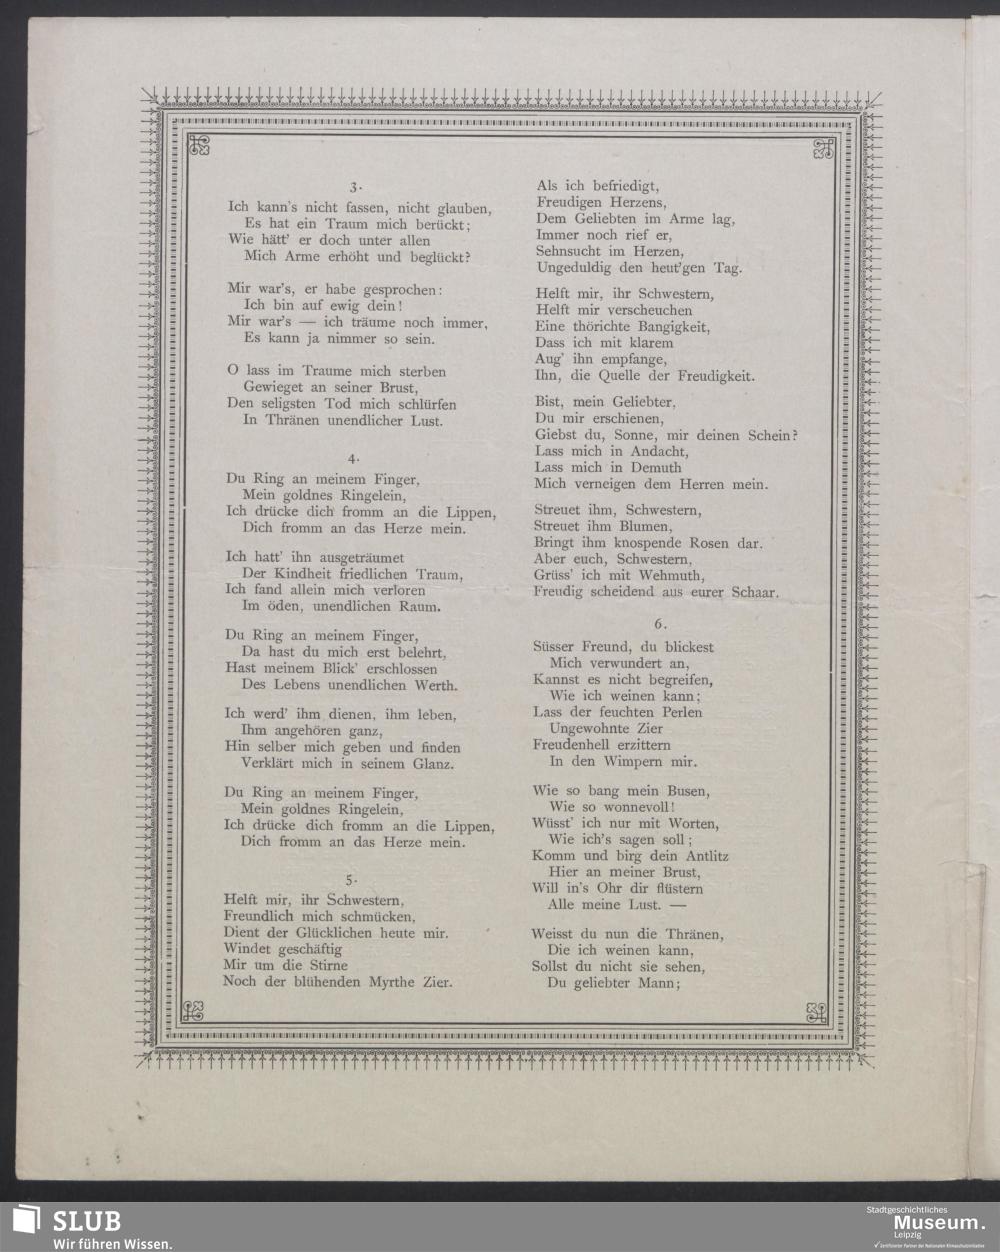 3.
Ich kann's nicht fassen, nicht glauben,
Es hat ein Traum mich berückt;
Wie hätt' er doch unter allen
Mich Arme erhöht und beglückt?
Mir war's, er habe gesprochen:
Ich bin auf ewig dein!
Mir war's — ich träume noch immer,
Es kann ja nimmer so sein.
O lass im Traume mich sterben
Gewieget an seiner Brust,
Den seligsten Tod mich schlürfen
In Thränen unendlicher Lust.
4.
Du Ring an meinem Finger,
Mein goldnes Ringelein,
Ich drücke dich fromm an die Lippen,
Dich fromm an das Herze mein.
Ich hatt' ihn ausgeträumet
Der Kindheit friedlichen Traum,
Ich fand allein mich verloren
Im öden, unendlichen Raum.
Du Ring an meinem Finger,
Da hast du mich erst belehrt,
Hast meinem Blick' erschlossen
Des Lebens unendlichen Werth.
Ich werd' ihm dienen, ihm leben,
Ihm angehören ganz,
Hin selber mich geben und finden
Verklärt mich in seinem Glanz.
Du Ring an meinem Finger,
Mein goldnes Ringelein,
Ich drücke dich fromm an die Lippen,
Dich fromm an das Herze mein.
5.
Helft mir, ihr Schwestern,
Freundlich mich schmücken,
Dient der Glücklichen heute mir.
Windet geschäftig
Mir um die Stirne
Noch der blühenden Myrthe Zier.
Als ich befriedigt,
Freudigen Herzens,
Dem Geliebten im Arme lag,
Immer noch rief er,
Sehnsucht im Herzen,
Ungeduldig den heut'gen Tag.
Helft mir, ihr Schwestern,
Helft mir verscheuchen
Eine thörichte Bangigkeit,
Dass ich mit klarem
Aug' ihn empfange,
Ihn, die Quelle der Freudigkeit.
Bist, mein Geliebter,
Du mir erschienen,
Giebst du, Sonne, mir deinen Schein?
Lass mich in Andacht,
Lass mich in Demuth
Mich verneigen dem Herren mein.
Streuet ihm, Schwestern,
Streuet ihm Blumen,
Bringt ihm knospende Rosen dar.
Aber euch, Schwestern,
Grüss' ich mit Wehmuth,
Freudig scheidend aus eurer Schaar.
6.
Süsser Freund, du blickest
Mich verwundert an,
Kannst es nicht begreifen,
Wie ich weinen kann;
Lass der feuchten Perlen
Ungewohnte Zier
Freudenhell erzittern
In den Wimpern mir.
Wie so bang mein Busen,
Wie so wonnevoll!
Wüsst' ich nur mit Worten,
Wie ich's sagen soll;
Komm und birg dein Antlitz
Hier an meiner Brust,
Will in's Ohr dir flüstern
Alle meine Lust. —
Weisst du nun die Thränen,
Die ich weinen kann,
Sollst du nicht sie sehen,
Du geliebter Mann;
SLUB
Wir führen Wissen.
Stadtgeschichtliches
Museum.
Leipzig
Zertifizierter Partner der Nationalen Klimaschutzinitiative